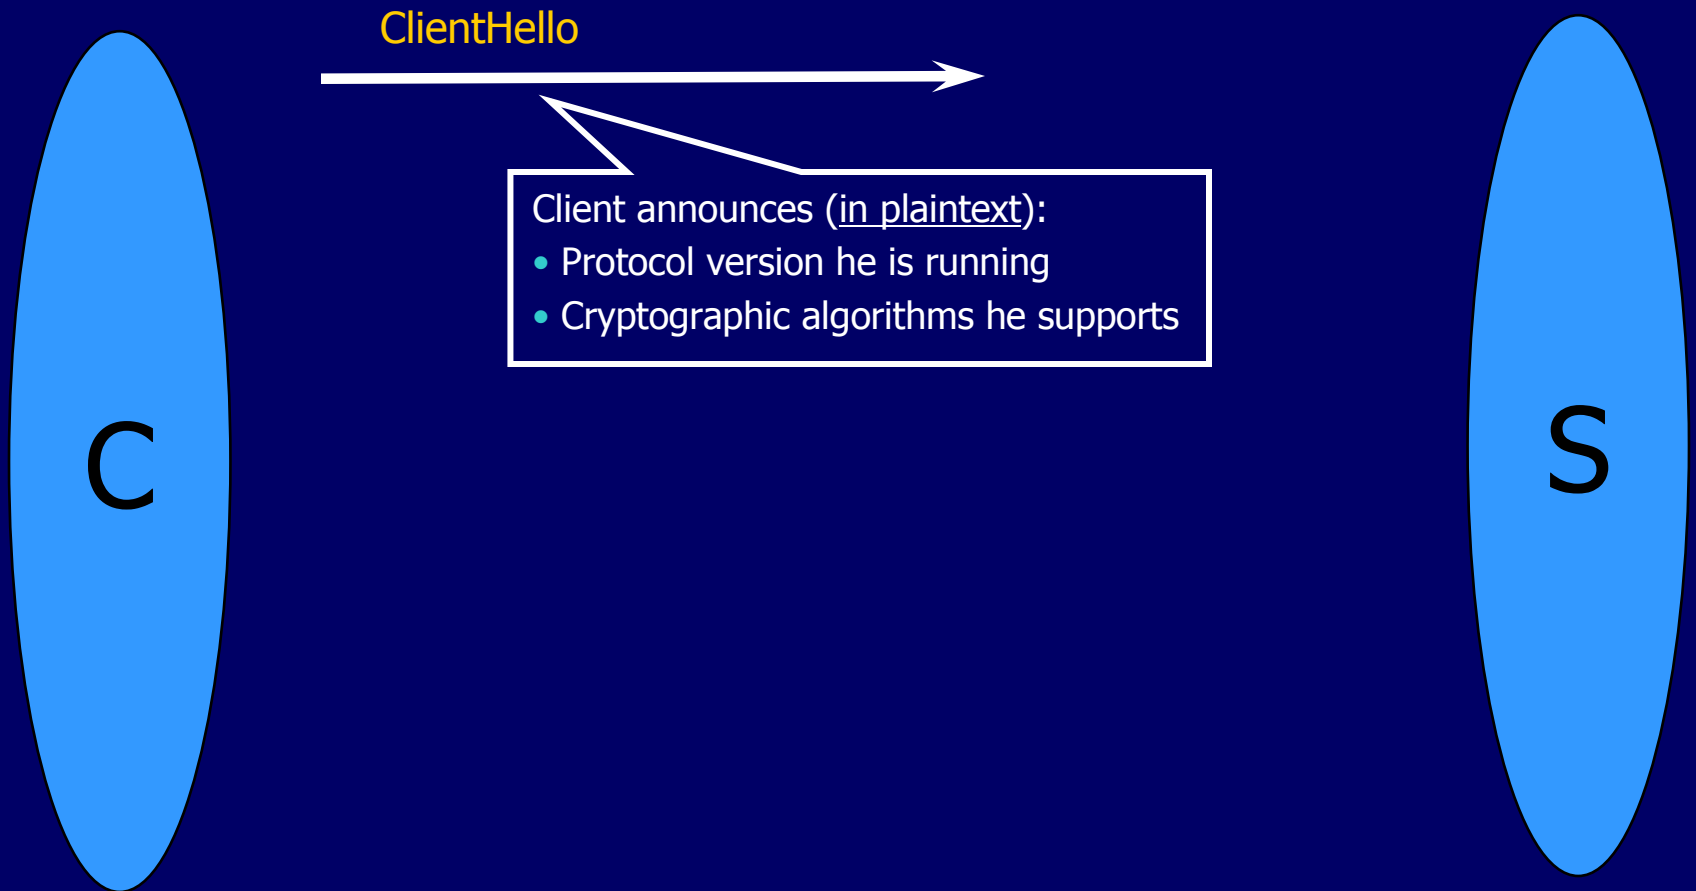 ClientHello
Client announces (in plaintext):
• Protocol version he is running
• Cryptographic algorithms he supports
C
S